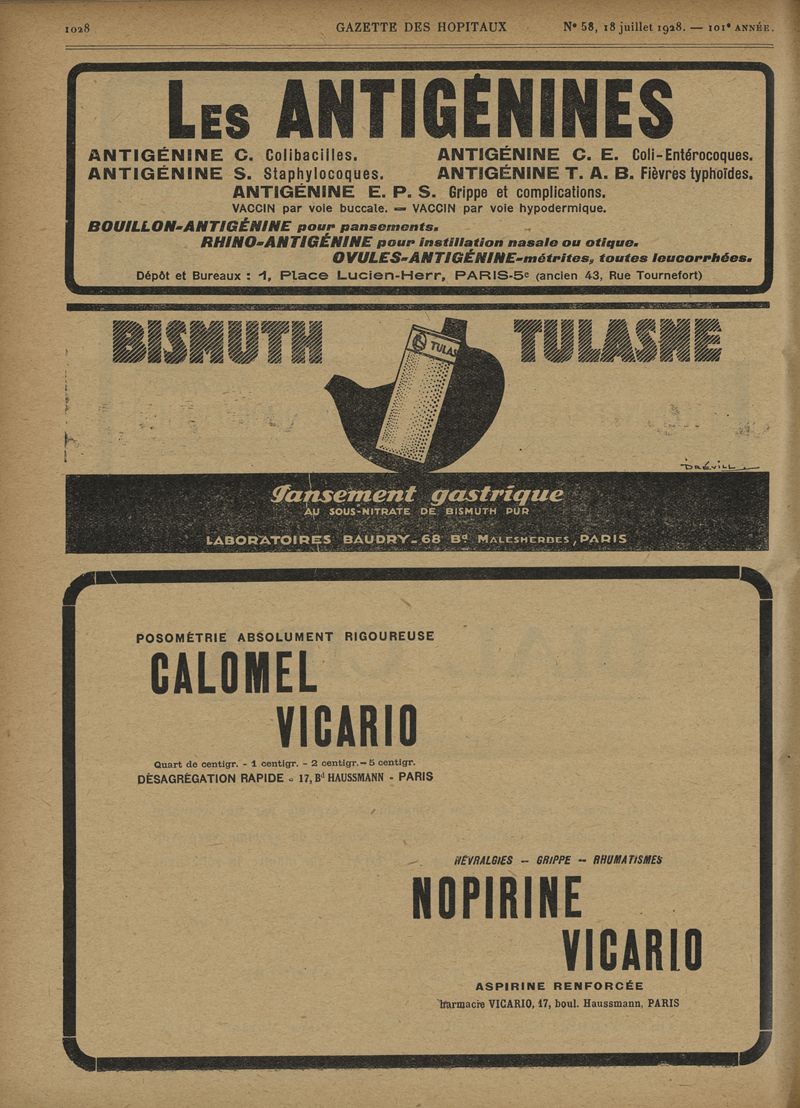 1028 GAZETTE DES HOPITAUX N° 58, 18 juillet 1928. — 101e ANNÉE.
LES ANTIGÉNINES
ANTIGÉNINE C. Colibacilles. ANTIGÉNINE C. E. Coli-Entérocoques.
ANTIGÉNINE S. Staphylocoques. ANTIGÉNINE T. A. B. Fièvres typhoïdes.
ANTIGÉNINE E. P. S. Grippe et complications.
VACCIN par voie buccale. — VACCIN par voie hypodermique.
BOUILLON-ANTIGÉNINE pour pansements.
RHINO-ANTIGÉNINE pour instillation nasale ou otique.
OVULES-ANTIGÉNINE-métrites, toutes leucorrhées.
Dépôt et Bureaux : 1, Place Lucien-Herr, PARIS-5e (ancien 43, Rue Tournefort)
BISMUTH TULASNE
TULAS
DRÉVILL
Pansement gastrique
AU SOUS-NITRATE DE BISMUTH PUR
LABORATOIRES BAUDRY_68 Bd MALESHERBES, PARIS
POSOMÉTRIE ABSOLUMENT RIGOUREUSE
CALOMEL
VICARIO
Quart de centigr. - 1 centigr. - 2 centigr. - 5 centigr.
DÉSAGRÉGATION RAPIDE - 17, Bd HAUSSMANN - PARIS
NÉVRALGIES — GRIPPE — RHUMATISMES
NOPIRINE
VICARIO
ASPIRINE RENFORCÉE
harmacie VICARIO, 17, boul. Haussmann, PARIS